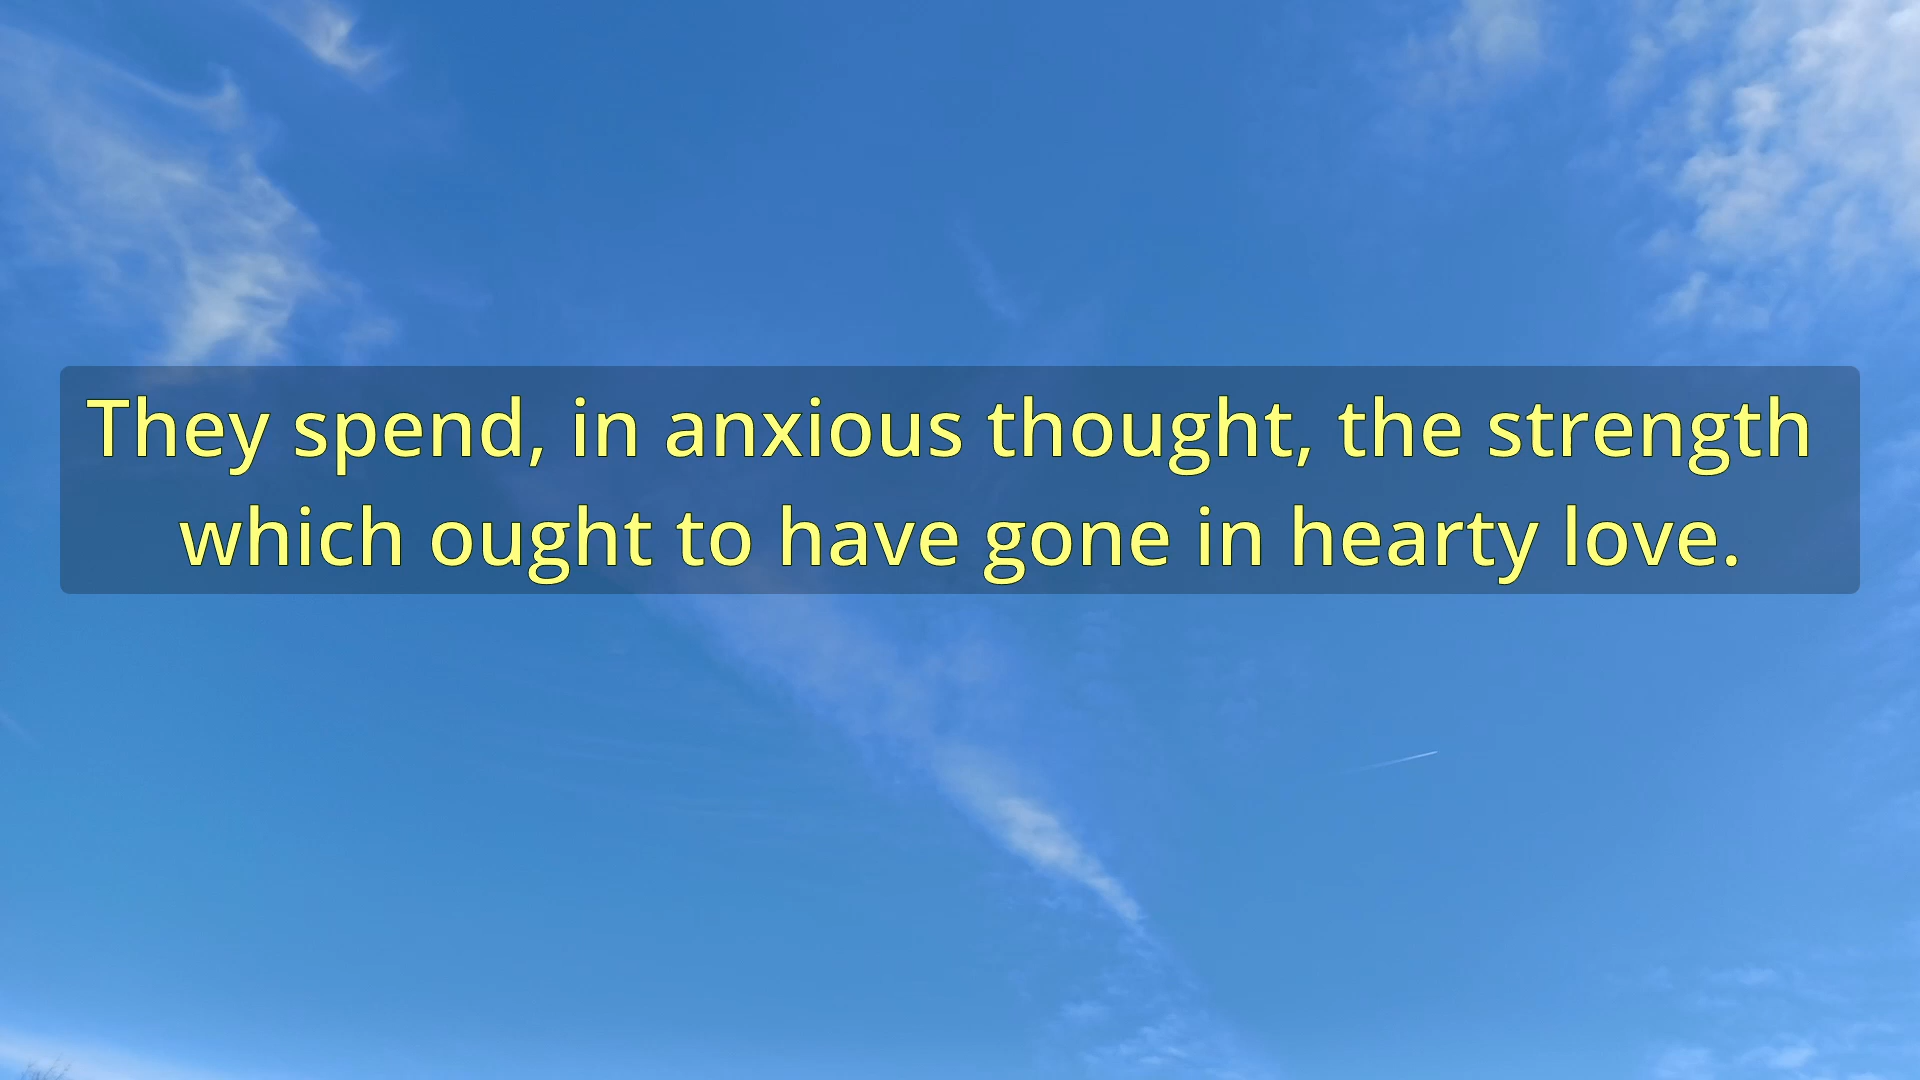 They spend, in anxious thought, the strength
which ought to have gone in hearty love.